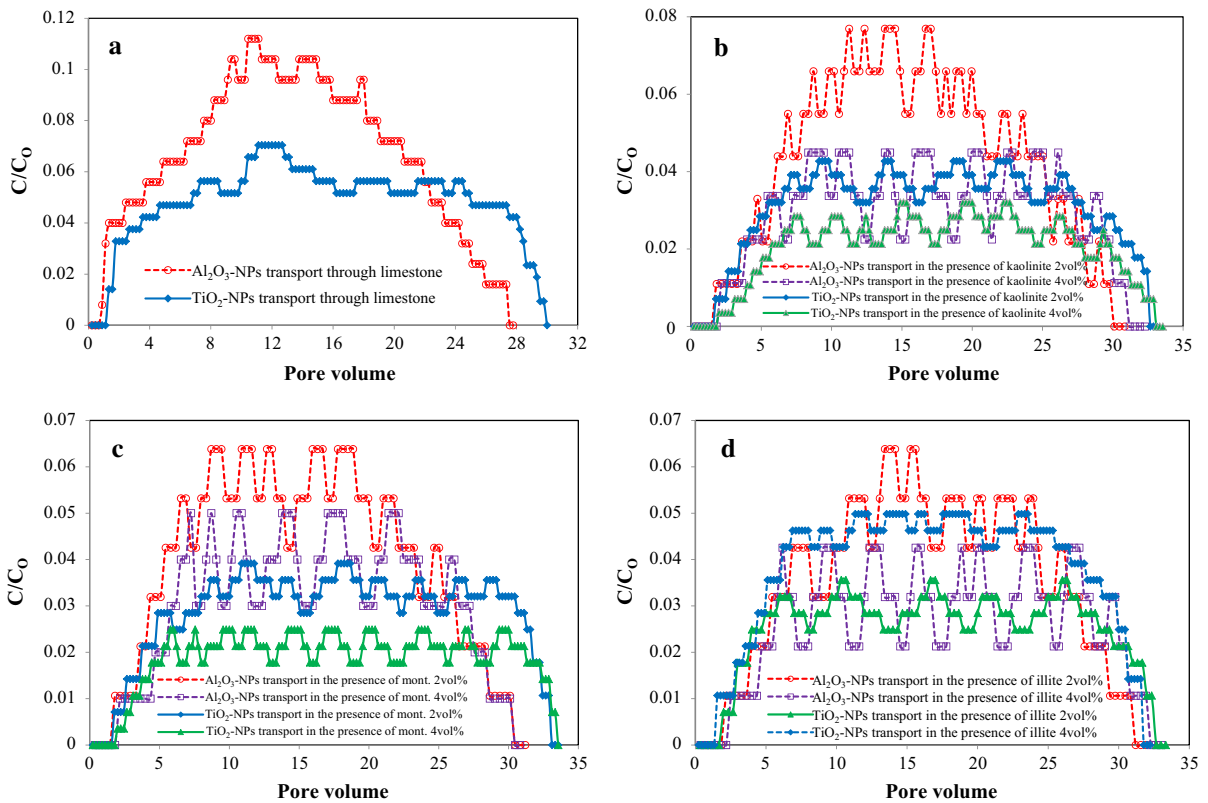 a
C/C₀
0.12
0.1
0.08
0.06
0.04
0.02
0
Al₂O₃-NPs transport through limestone
TiO₂-NPs transport through limestone
0 4 8 12 16 20 24 28 32
Pore volume
b
C/C₀
0.08
0.06
0.04
0.02
0
Al₂O₃-NPs transport in the presence of kaolinite 2vol%
Al₂O₃-NPs transport in the presence of kaolinite 4vol%
TiO₂-NPs transport in the presence of kaolinite 2vol%
TiO₂-NPs transport in the presence of kaolinite 4vol%
0 5 10 15 20 25 30 35
Pore volume
c
C/C₀
0.07
0.06
0.05
0.04
0.03
0.02
0.01
0
Al₂O₃-NPs transport in the presence of mont. 2vol%
Al₂O₃-NPs transport in the presence of mont. 4vol%
TiO₂-NPs transport in the presence of mont. 2vol%
TiO₂-NPs transport in the presence of mont. 4vol%
0 5 10 15 20 25 30 35
Pore volume
d
C/C₀
0.07
0.06
0.05
0.04
0.03
0.02
0.01
0
Al₂O₃-NPs transport in the presence of illite 2vol%
Al₂O₃-NPs transport in the presence of illite 4vol%
TiO₂-NPs transport in the presence of illite 2vol%
TiO₂-NPs transport in the presence of illite 4vol%
0 5 10 15 20 25 30 35
Pore volume